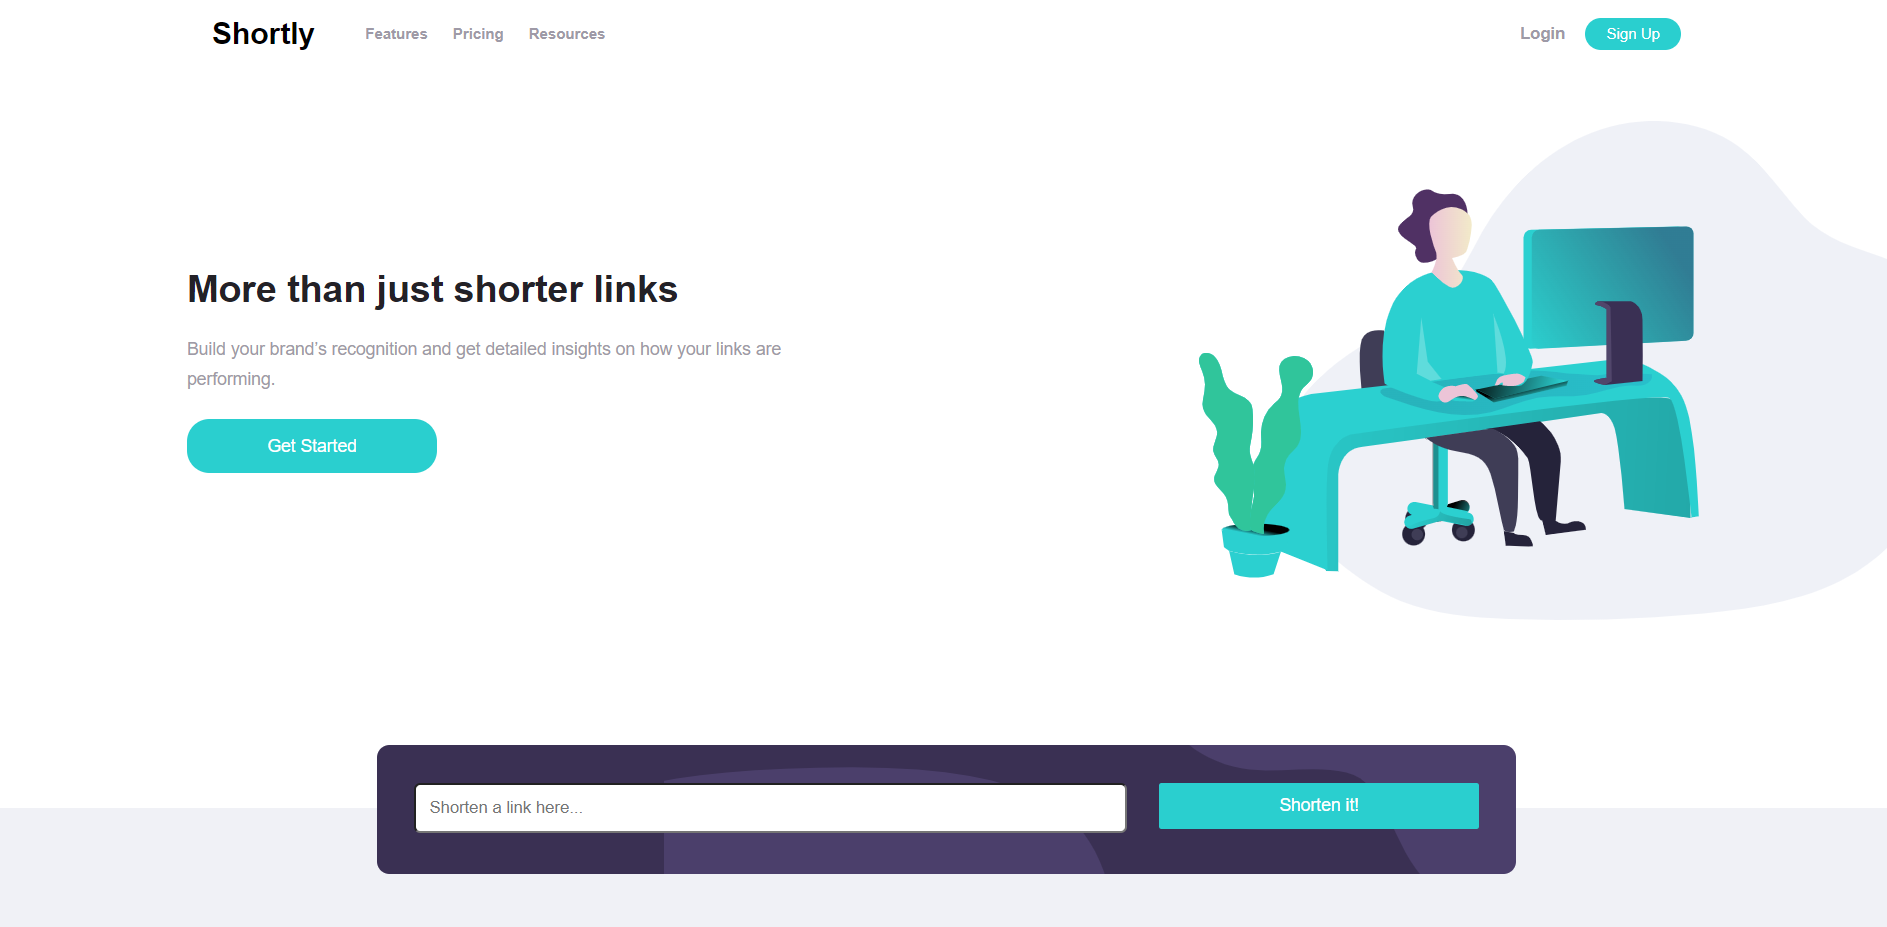 Shortly
Features Pricing Resources
Login Sign Up
More than just shorter links
Build your brand’s recognition and get detailed insights on how your links are
performing.
Get Started
Shorten a link here...
Shorten it!